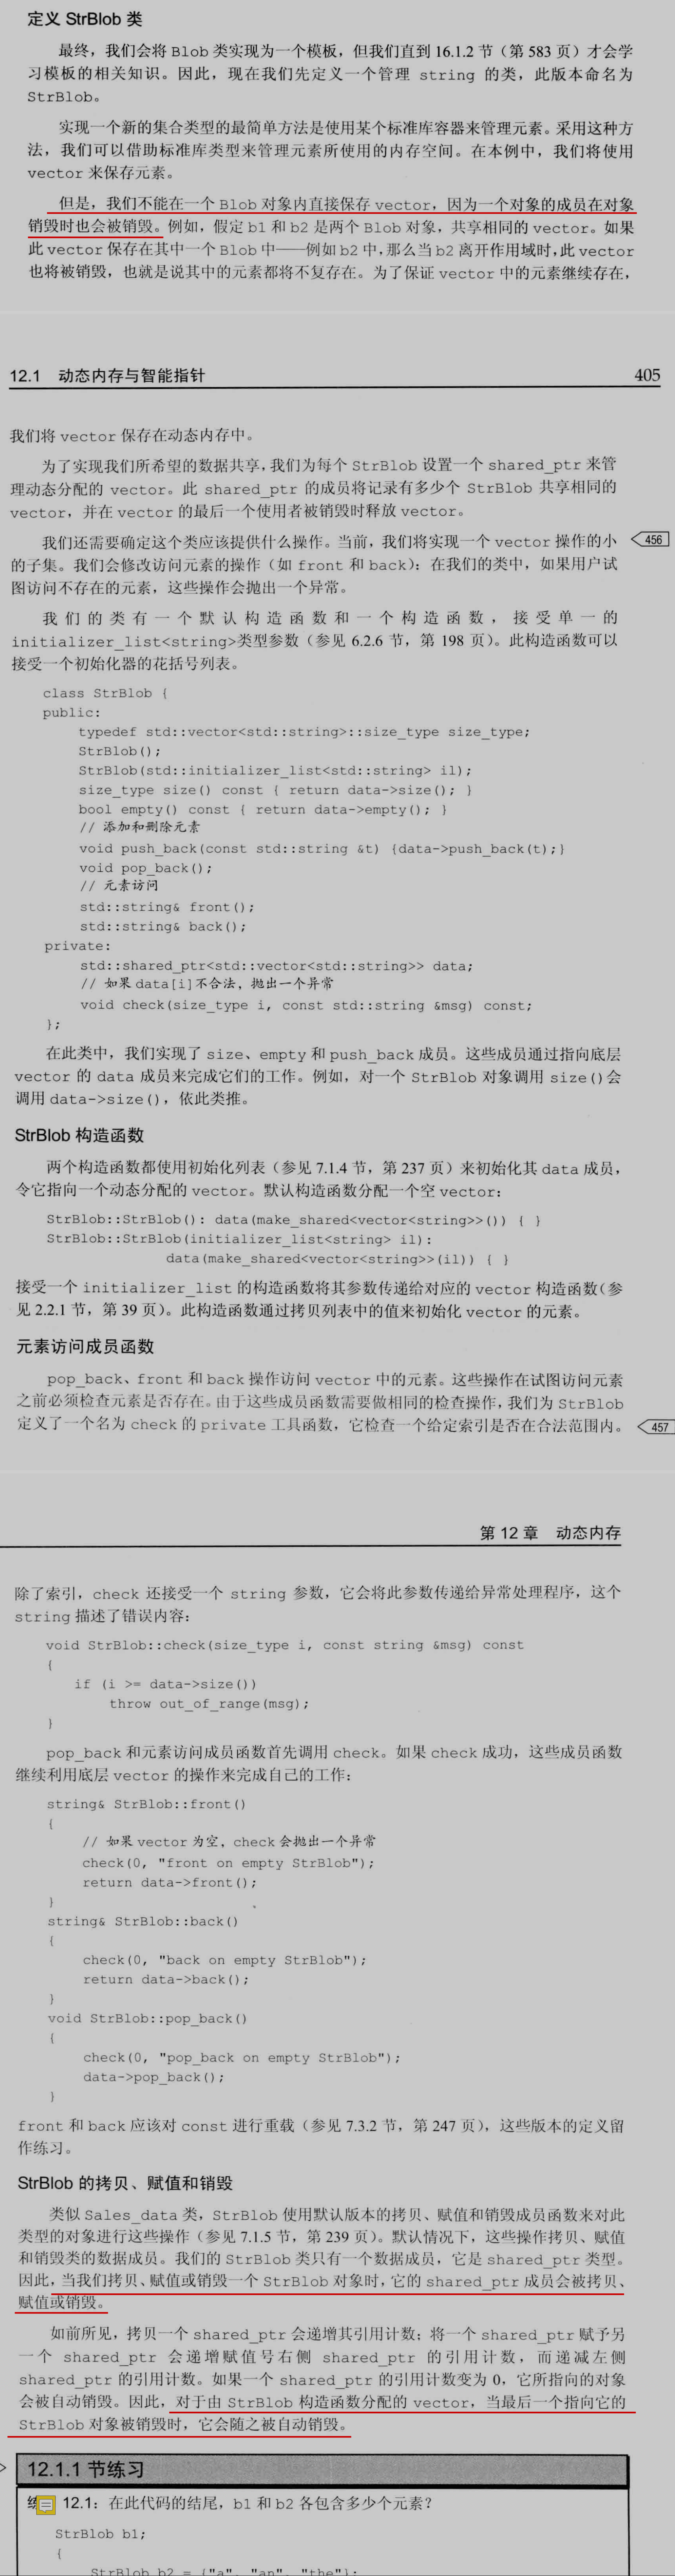 定义 StrBlob 类
最终，我们会将 Blob 类实现为一个模板，但我们直到 16.1.2 节（第 583 页）才会学
习模板的相关知识。因此，现在我们先定义一个管理 string 的类，此版本命名为
StrBlob。
实现一个新的集合类型的最简单方法是使用某个标准库容器来管理元素。采用这种方
法，我们可以借助标准库类型来管理元素所使用的内存空间。在本例中，我们将使用
vector 来保存元素。
但是，我们不能在一个 Blob 对象内直接保存 vector，因为一个对象的成员在对象
销毁时也会被销毁。例如，假定 b1 和 b2 是两个 Blob 对象，共享相同的 vector。如果
此 vector 保存在其中一个 Blob 中——例如 b2 中，那么当 b2 离开作用域时，此 vector
也将被销毁，也就是说其中的元素都将不复存在。为了保证 vector 中的元素继续存在，
12.1 动态内存与智能指针 405
我们将 vector 保存在动态内存中。
为了实现我们所希望的数据共享，我们为每个 StrBlob 设置一个 shared_ptr 来管
理动态分配的 vector。此 shared_ptr 的成员将记录有多少个 StrBlob 共享相同的
vector，并在 vector 的最后一个使用者被销毁时释放 vector。
我们还需要确定这个类应该提供什么操作。当前，我们将实现一个 vector 操作的小 456
的子集。我们会修改访问元素的操作（如 front 和 back）：在我们的类中，如果用户试
图访问不存在的元素，这些操作会抛出一个异常。
我们的类有一个默认构造函数和一个构造函数，接受单一的
initializer_list<string>类型参数（参见 6.2.6 节，第 198 页）。此构造函数可以
接受一个初始化器的花括号列表。
class StrBlob {
public:
typedef std::vector<std::string>::size_type size_type;
StrBlob();
StrBlob(std::initializer_list<std::string> il);
size_type size() const { return data->size(); }
bool empty() const { return data->empty(); }
// 添加和删除元素
void push_back(const std::string &t) {data->push_back(t);}
void pop_back();
// 元素访问
std::string& front();
std::string& back();
private:
std::shared_ptr<std::vector<std::string>> data;
// 如果 data[i]不合法，抛出一个异常
void check(size_type i, const std::string &msg) const;
};
在此类中，我们实现了 size、empty 和 push_back 成员。这些成员通过指向底层
vector 的 data 成员来完成它们的工作。例如，对一个 StrBlob 对象调用 size()会
调用 data->size()，依此类推。
StrBlob 构造函数
两个构造函数都使用初始化列表（参见 7.1.4 节，第 237 页）来初始化其 data 成员，
令它指向一个动态分配的 vector。默认构造函数分配一个空 vector：
StrBlob::StrBlob(): data(make_shared<vector<string>>()) { }
StrBlob::StrBlob(initializer_list<string> il):
data(make_shared<vector<string>>(il)) { }
接受一个 initializer_list 的构造函数将其参数传递给对应的 vector 构造函数（参
见 2.2.1 节，第 39 页）。此构造函数通过拷贝列表中的值来初始化 vector 的元素。
元素访问成员函数
pop_back、front 和 back 操作访问 vector 中的元素。这些操作在试图访问元素
之前必须检查元素是否存在。由于这些成员函数需要做相同的检查操作，我们为 StrBlob
定义了一个名为 check 的 private 工具函数，它检查一个给定索引是否在合法范围内。 457
第 12 章 动态内存
除了索引，check 还接受一个 string 参数，它会将此参数传递给异常处理程序，这个
string 描述了错误内容：
void StrBlob::check(size_type i, const string &msg) const
{
if (i >= data->size())
throw out_of_range(msg);
}
pop_back 和元素访问成员函数首先调用 check。如果 check 成功，这些成员函数
继续利用底层 vector 的操作来完成自己的工作：
string& StrBlob::front()
{
// 如果 vector 为空，check 会抛出一个异常
check(0, "front on empty StrBlob");
return data->front();
}
string& StrBlob::back()
{
check(0, "back on empty StrBlob");
return data->back();
}
void StrBlob::pop_back()
{
check(0, "pop_back on empty StrBlob");
data->pop_back();
}
front 和 back 应该对 const 进行重载（参见 7.3.2 节，第 247 页），这些版本的定义留
作练习。
StrBlob 的拷贝、赋值和销毁
类似 Sales_data 类，StrBlob 使用默认版本的拷贝、赋值和销毁成员函数来对此
类型的对象进行这些操作（参见 7.1.5 节，第 239 页）。默认情况下，这些操作拷贝、赋值
和销毁类的数据成员。我们的 StrBlob 类只有一个数据成员，它是 shared_ptr 类型。
因此，当我们拷贝、赋值或销毁一个 StrBlob 对象时，它的 shared_ptr 成员会被拷贝、
赋值或销毁。
如前所见，拷贝一个 shared_ptr 会递增其引用计数；将一个 shared_ptr 赋予另
一个 shared_ptr 会递增赋值号右侧 shared_ptr 的引用计数，而递减左侧
shared_ptr 的引用计数。如果一个 shared_ptr 的引用计数变为 0，它所指向的对象
会被自动销毁。因此，对于由 StrBlob 构造函数分配的 vector，当最后一个指向它的
StrBlob 对象被销毁时，它会随之被自动销毁。
12.1.1 节练习
12.1：在此代码的结尾，b1 和 b2 各包含多少个元素？
StrBlob b1;
{
StrBlob b2 = {"a", "an", "the"};